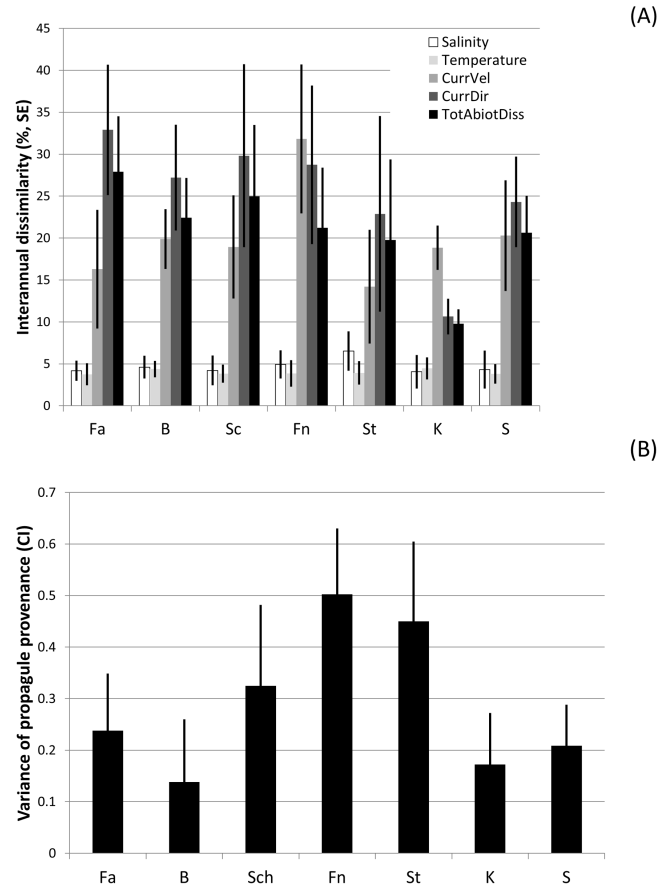 (A)
Salinity
Temperature
CurrVel
CurrDir
TotAbiotDiss
Interannual dissimilarity (%, SE)
45
40
35
30
25
20
15
10
5
0
Fa B Sc Fn St K S
(B)
Variance of propagule provenance (CI)
0.7
0.6
0.5
0.4
0.3
0.2
0.1
0
Fa B Sch Fn St K S